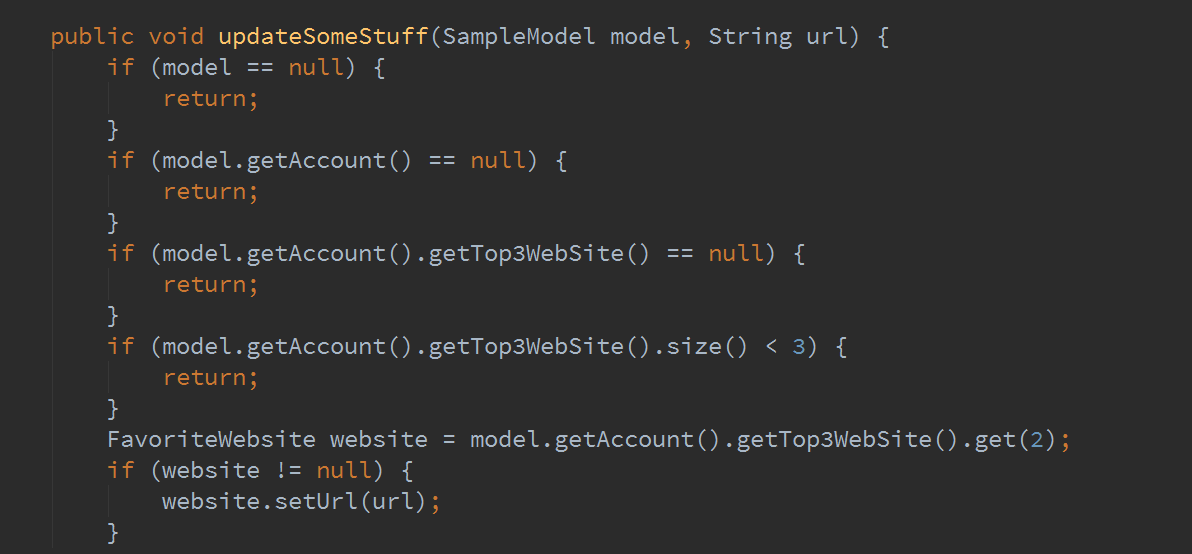 public void updateSomeStuff(SampleModel model, String url) {
    if (model == null) {
        return;
    }
    if (model.getAccount() == null) {
        return;
    }
    if (model.getAccount().getTop3WebSite() == null) {
        return;
    }
    if (model.getAccount().getTop3WebSite().size() < 3) {
        return;
    }
    FavoriteWebsite website = model.getAccount().getTop3WebSite().get(2);
    if (website != null) {
        website.setUrl(url);
    }